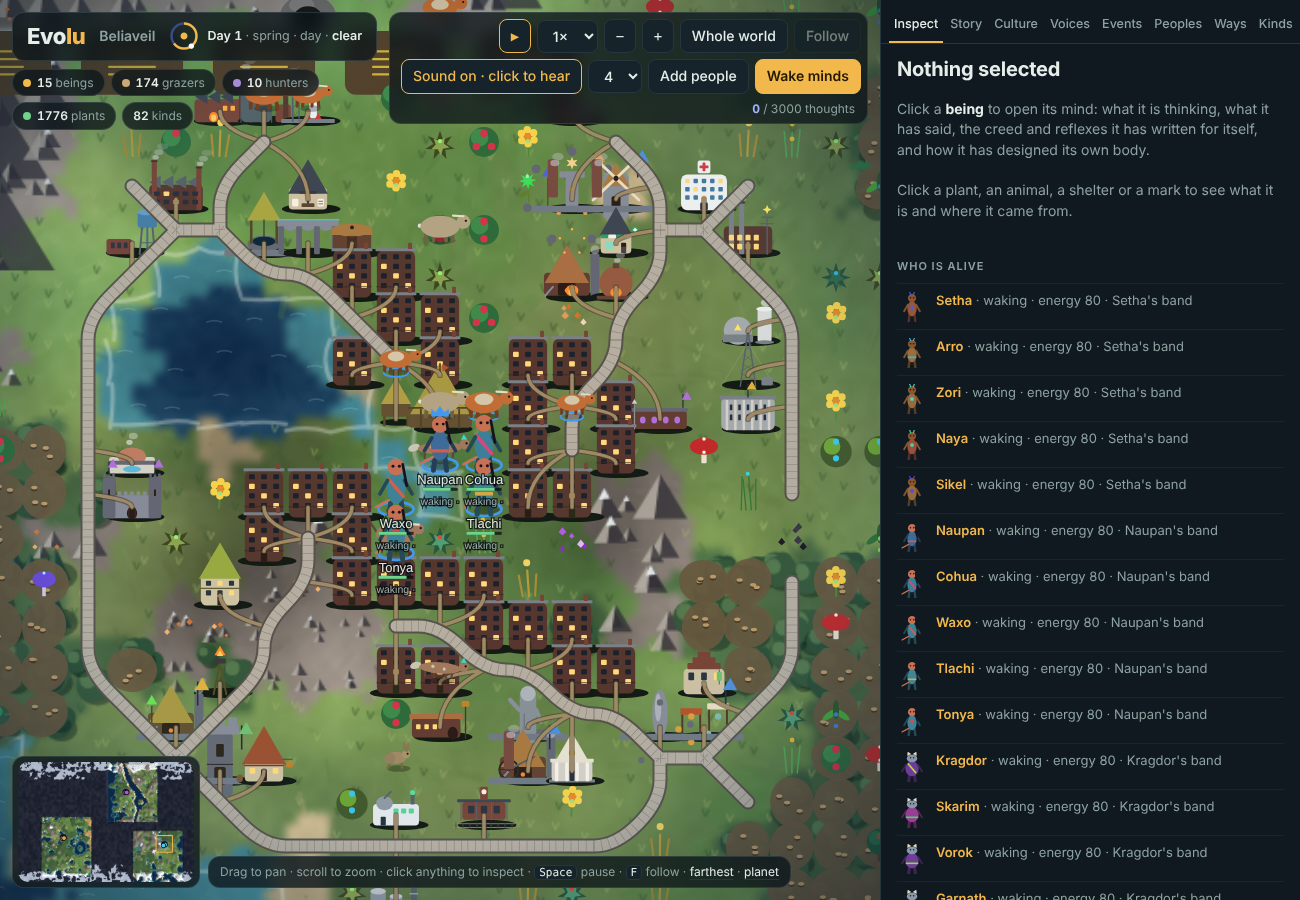 Evolu Beliaveil Day 1 · spring · day · clear
15 beings 174 grazers 10 hunters
1776 plants 82 kinds
▶ 1× − + Whole world Follow
Sound on · click to hear 4 Add people Wake minds
0 / 3000 thoughts
Naupan Cohua
waking · waking ·
Waxo Tlachi
waking · waking ·
Tonya
waking ·
Drag to pan · scroll to zoom · click anything to inspect · Space pause · F follow · farthest · planet
Inspect Story Culture Voices Events Peoples Ways Kinds
Nothing selected
Click a being to open its mind: what it is thinking, what it
has said, the creed and reflexes it has written for itself,
and how it has designed its own body.
Click a plant, an animal, a shelter or a mark to see what it
is and where it came from.
WHO IS ALIVE
Setha · waking · energy 80 · Setha's band
Arro · waking · energy 80 · Setha's band
Zori · waking · energy 80 · Setha's band
Naya · waking · energy 80 · Setha's band
Sikel · waking · energy 80 · Setha's band
Naupan · waking · energy 80 · Naupan's band
Cohua · waking · energy 80 · Naupan's band
Waxo · waking · energy 80 · Naupan's band
Tlachi · waking · energy 80 · Naupan's band
Tonya · waking · energy 80 · Naupan's band
Kragdor · waking · energy 80 · Kragdor's band
Skarim · waking · energy 80 · Kragdor's band
Vorok · waking · energy 80 · Kragdor's band
Garnath · waking · energy 80 · Kragdor's band